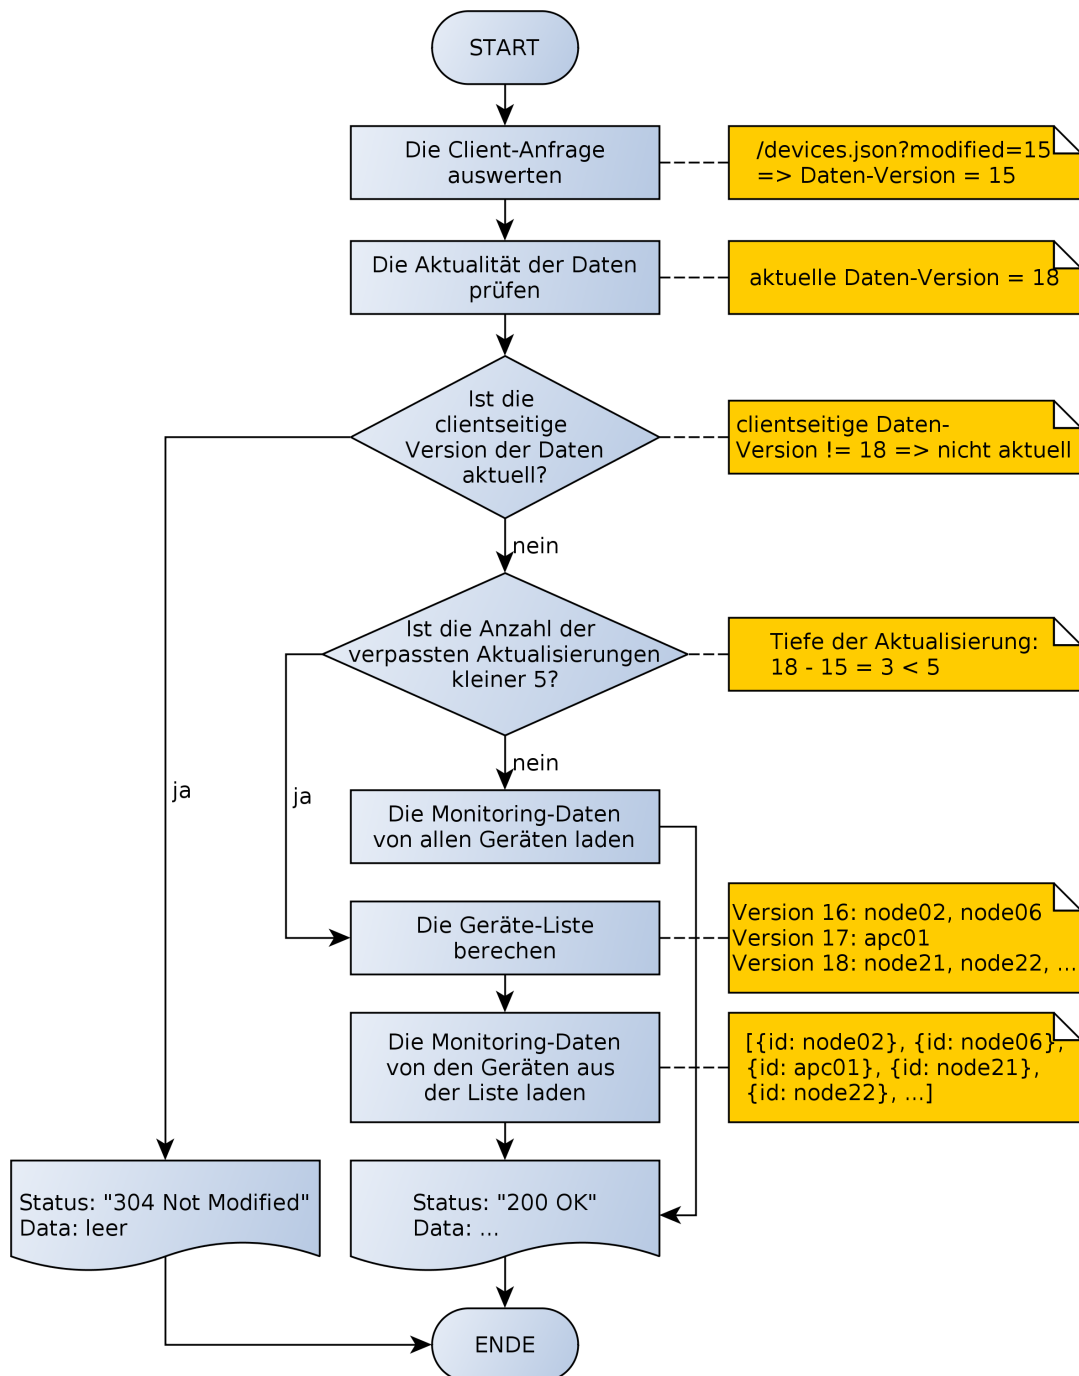 START
Die Client-Anfrage
auswerten
/devices.json?modified=15
=> Daten-Version = 15
Die Aktualität der Daten
prüfen
aktuelle Daten-Version = 18
Ist die
clientseitige
Version der Daten
aktuell?
clientseitige Daten-
Version != 18 => nicht aktuell
nein
Ist die Anzahl der
verpassten Aktualisierungen
kleiner 5?
Tiefe der Aktualisierung:
18 - 15 = 3 < 5
nein
ja
ja
Die Monitoring-Daten
von allen Geräten laden
Die Geräte-Liste
berechen
Version 16: node02, node06
Version 17: apc01
Version 18: node21, node22, ...
Die Monitoring-Daten
von den Geräten aus
der Liste laden
[{id: node02}, {id: node06},
{id: apc01}, {id: node21},
{id: node22}, ...]
Status: "304 Not Modified"
Data: leer
Status: "200 OK"
Data: ...
ENDE